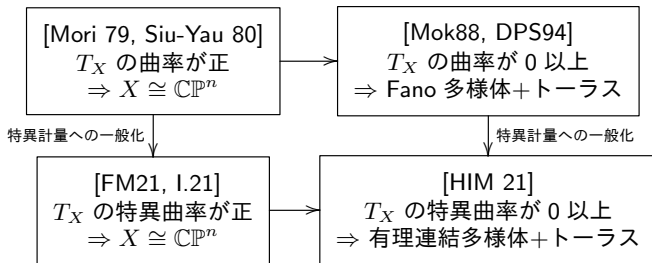 [Mori 79, Siu-Yau 80]
T_X の曲率が正
⇒ X ≅ ℂℙ^n
[Mok88, DPS94]
T_X の曲率が 0 以上
⇒ Fano 多様体+トーラス
特異計量への一般化
特異計量への一般化
[FM21, I.21]
T_X の特異曲率が正
⇒ X ≅ ℂℙ^n
[HIM 21]
T_X の特異曲率が 0 以上
⇒ 有理連結多様体+トーラス